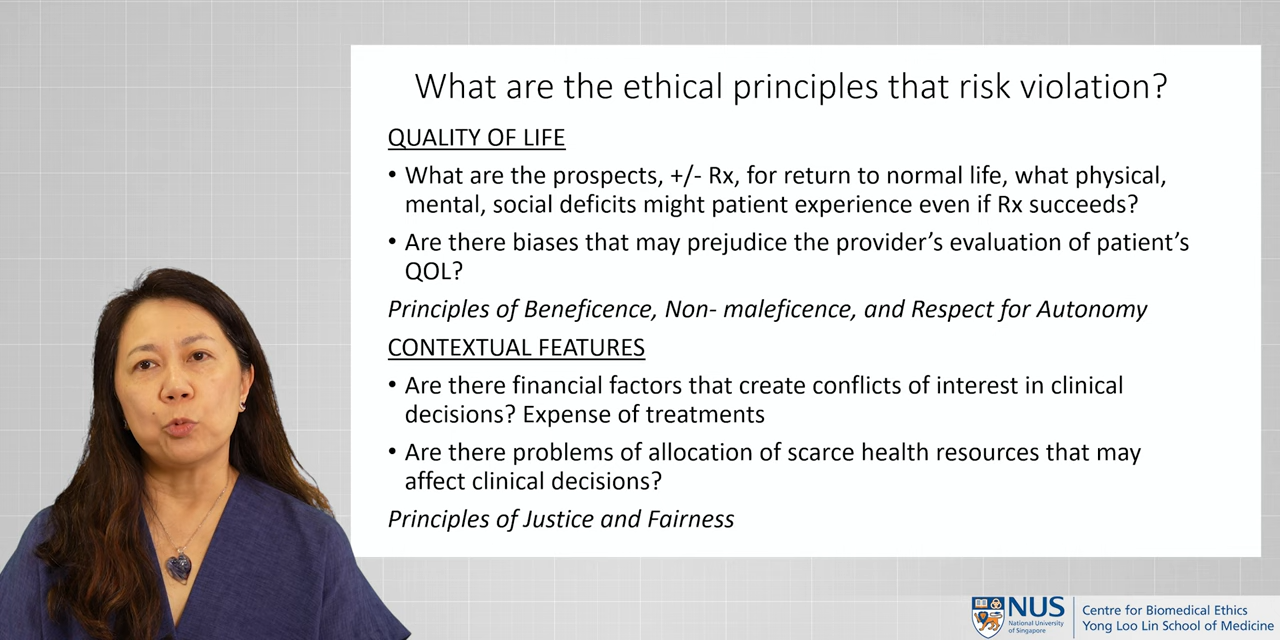 What are the ethical principles that risk violation?
QUALITY OF LIFE
• What are the prospects, +/- Rx, for return to normal life, what physical,
mental, social deficits might patient experience even if Rx succeeds?
• Are there biases that may prejudice the provider’s evaluation of patient’s
QOL?
Principles of Beneficence, Non- maleficence, and Respect for Autonomy
CONTEXTUAL FEATURES
• Are there financial factors that create conflicts of interest in clinical
decisions? Expense of treatments
• Are there problems of allocation of scarce health resources that may
affect clinical decisions?
Principles of Justice and Fairness
NUS
National University
of Singapore
Centre for Biomedical Ethics
Yong Loo Lin School of Medicine